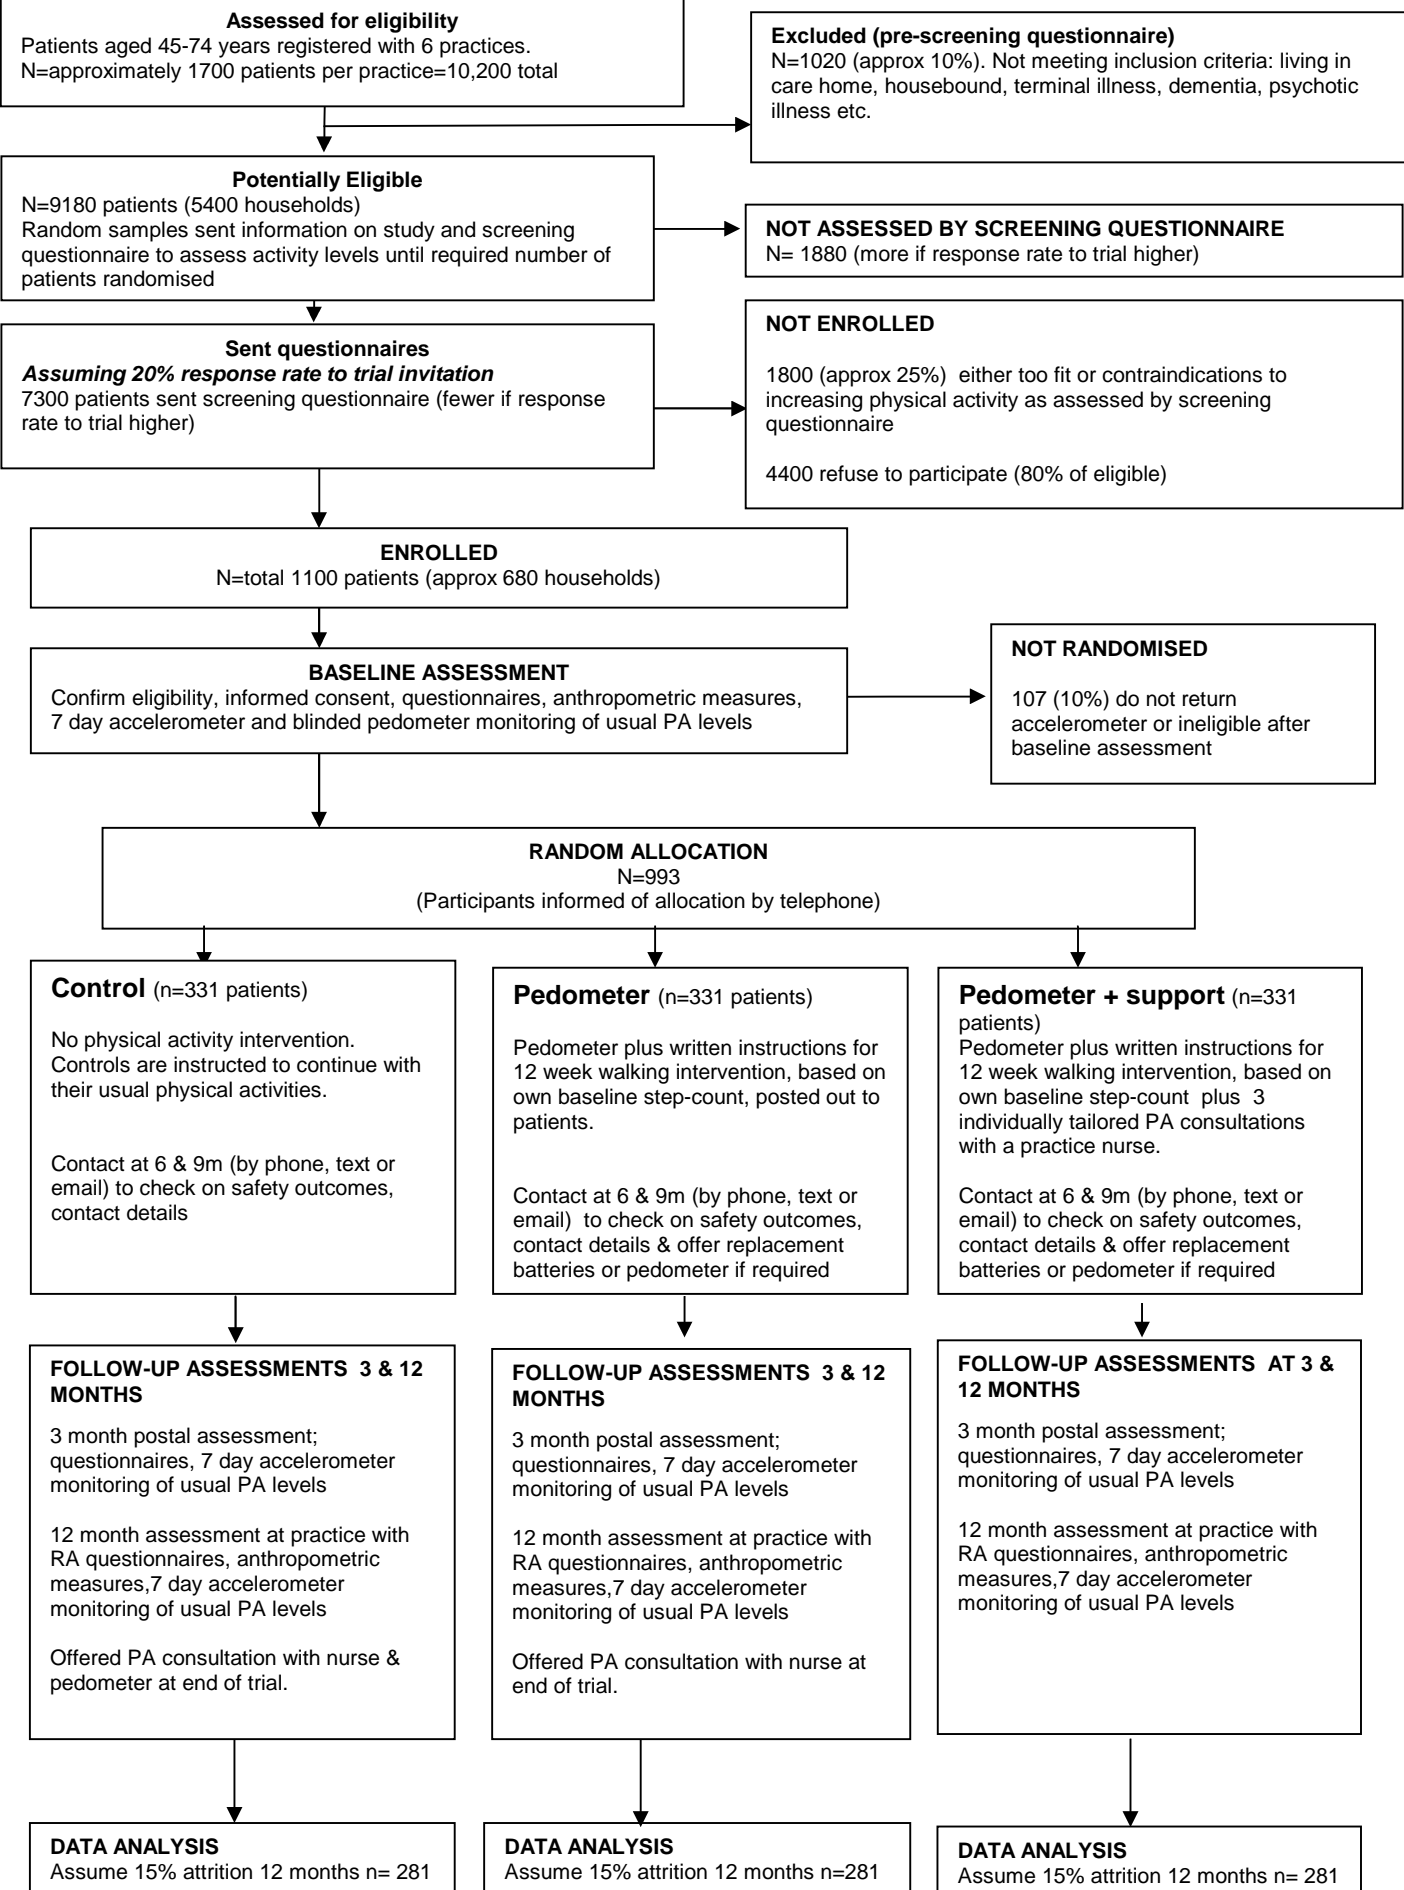 Assessed for eligibility
Patients aged 45-74 years registered with 6 practices.
N=approximately 1700 patients per practice=10,200 total
Excluded (pre-screening questionnaire)
N=1020 (approx 10%). Not meeting inclusion criteria: living in
care home, housebound, terminal illness, dementia, psychotic
illness etc.
Potentially Eligible
N=9180 patients (5400 households)
Random samples sent information on study and screening
questionnaire to assess activity levels until required number of
patients randomised
NOT ASSESSED BY SCREENING QUESTIONNAIRE
N= 1880 (more if response rate to trial higher)
Sent questionnaires
Assuming 20% response rate to trial invitation
7300 patients sent screening questionnaire (fewer if response
rate to trial higher)
NOT ENROLLED
1800 (approx 25%)  either too fit or contraindications to
increasing physical activity as assessed by screening
questionnaire
4400 refuse to participate (80% of eligible)
ENROLLED
N=total 1100 patients (approx 680 households)
BASELINE ASSESSMENT
Confirm eligibility, informed consent, questionnaires, anthropometric measures,
7 day accelerometer and blinded pedometer monitoring of usual PA levels
NOT RANDOMISED
107 (10%) do not return
accelerometer or ineligible after
baseline assessment
RANDOM ALLOCATION
N=993
(Participants informed of allocation by telephone)
Control (n=331 patients)
No physical activity intervention.
Controls are instructed to continue with
their usual physical activities.
Contact at 6 & 9m (by phone, text or
email) to check on safety outcomes,
contact details
Pedometer (n=331 patients)
Pedometer plus written instructions for
12 week walking intervention, based on
own baseline step-count, posted out to
patients.
Contact at 6 & 9m (by phone, text or
email)  to check on safety outcomes,
contact details & offer replacement
batteries or pedometer if required
Pedometer + support (n=331
patients)
Pedometer plus written instructions for
12 week walking intervention, based on
own baseline step-count  plus  3
individually tailored PA consultations
with a practice nurse.
Contact at 6 & 9m (by phone, text or
email) to check on safety outcomes,
contact details & offer replacement
batteries or pedometer if required
FOLLOW-UP ASSESSMENTS  3 & 12
MONTHS
3 month postal assessment;
questionnaires, 7 day accelerometer
monitoring of usual PA levels
12 month assessment at practice with
RA questionnaires, anthropometric
measures,7 day accelerometer
monitoring of usual PA levels
Offered PA consultation with nurse &
pedometer at end of trial.
FOLLOW-UP ASSESSMENTS  3 & 12
MONTHS
3 month postal assessment;
questionnaires, 7 day accelerometer
monitoring of usual PA levels
12 month assessment at practice with
RA questionnaires, anthropometric
measures,7 day accelerometer
monitoring of usual PA levels
Offered PA consultation with nurse at
end of trial.
FOLLOW-UP ASSESSMENTS  AT 3 &
12 MONTHS
3 month postal assessment;
questionnaires, 7 day accelerometer
monitoring of usual PA levels
12 month assessment at practice with
RA questionnaires, anthropometric
measures,7 day accelerometer
monitoring of usual PA levels
DATA ANALYSIS
Assume 15% attrition 12 months n= 281
DATA ANALYSIS
Assume 15% attrition 12 months n=281
DATA ANALYSIS
Assume 15% attrition 12 months n= 281